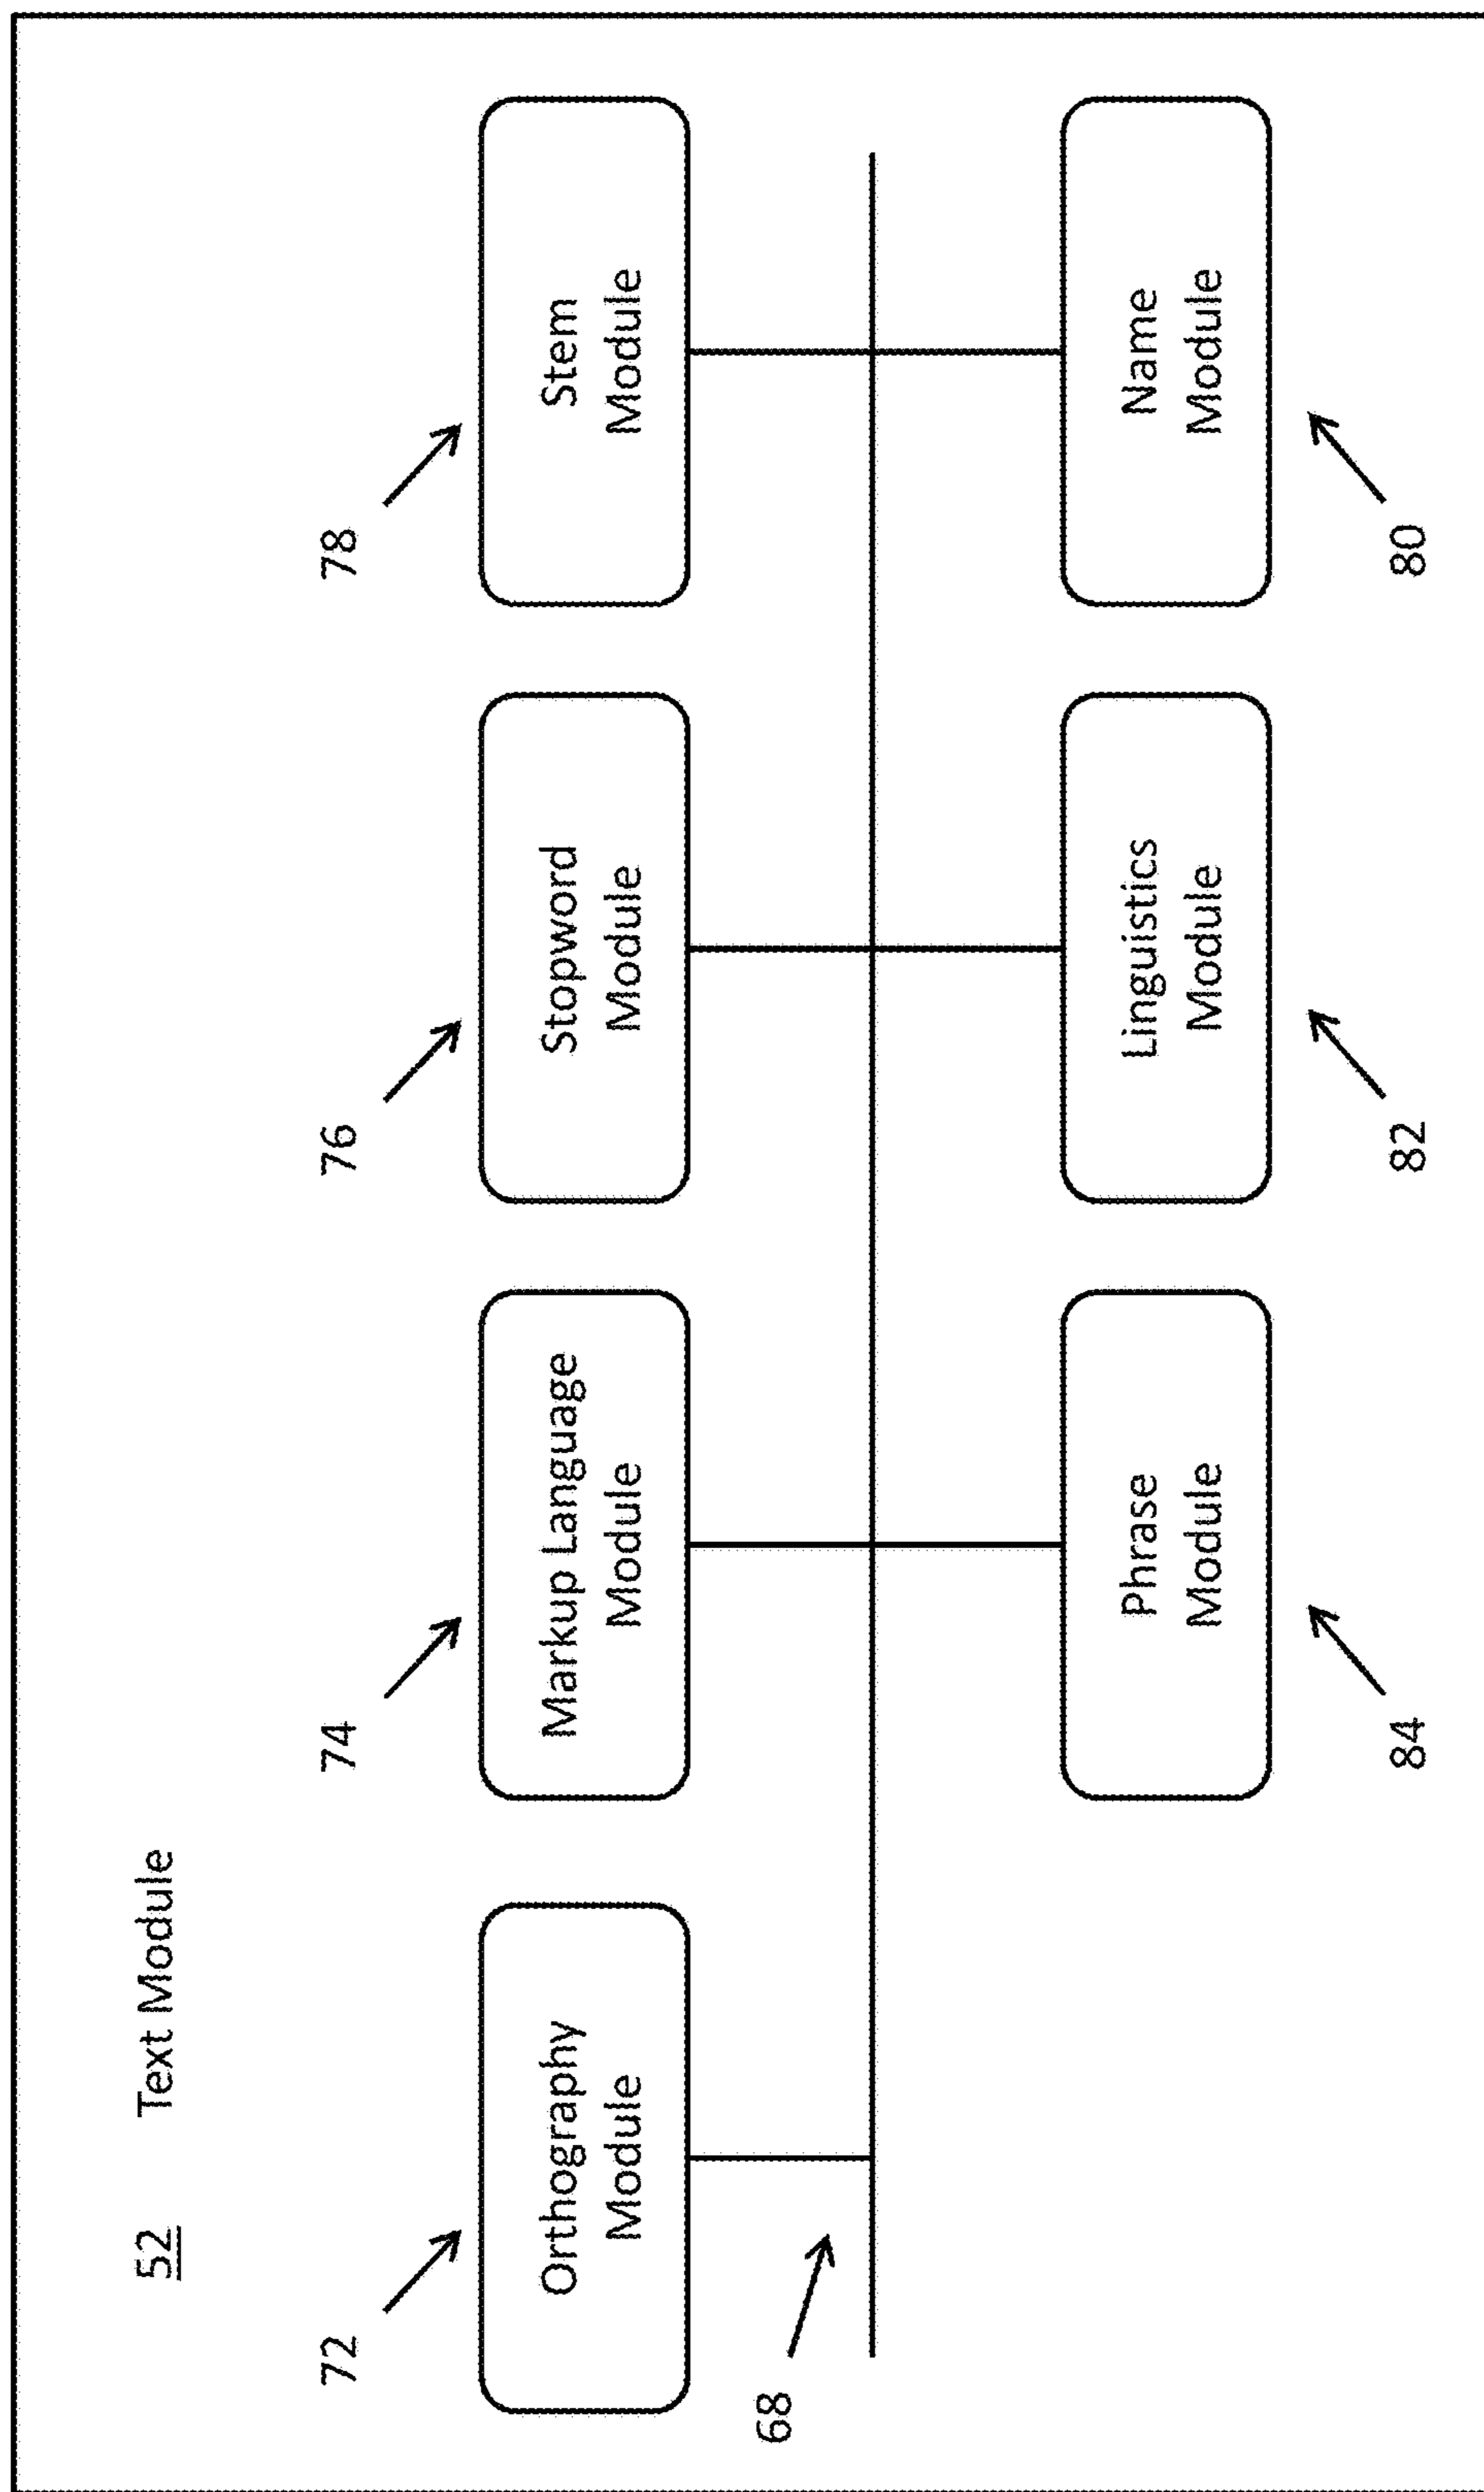 52 Text Module
72
74
76
78
Orthography
Module
Markup Language
Module
Stopword
Module
Stem
Module
68
Phrase
Module
Linguistics
Module
Name
Module
84
82
80